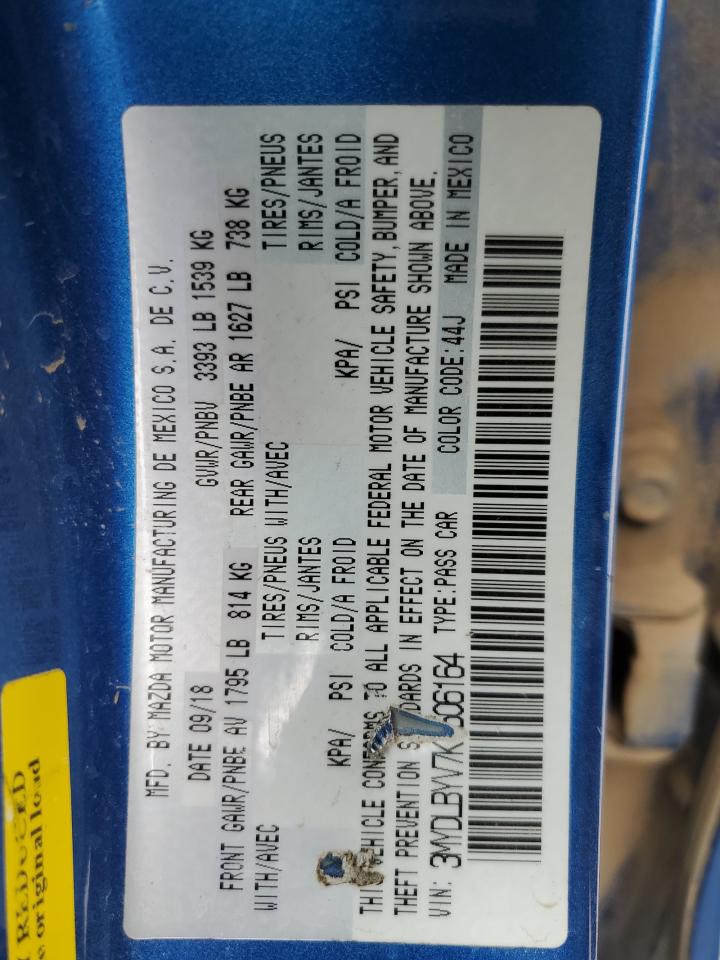 MFD. BY MAZDA MOTOR MANUFACTURING DE MEXICO S.A. DE C.V.
DATE 09/18 GVWR/PNBV 3393 LB 1539 KG
FRONT GAWR/PNBE AV 1795 LB 814 KG REAR GAWR/PNBE AR 1627 LB 738 KG
WITH/AVEC TIRES/PNEUS WITH/AVEC TIRES/PNEUS
RIMS/JANTES RIMS/JANTES
KPA/ PSI COLD/A FROID KPA/ PSI COLD/A FROID
VEHICLE TO ALL APPLICABLE FEDERAL MOTOR VEHICLE SAFETY, BUMPER, AND
THEFT PREVENTION IN EFFECT ON THE DATE OF MANUFACTURE SHOWN ABOVE.
VIN: TYPE:PASS CAR COLOR CODE:44J MADE IN MEXICO
REDUCED
original load